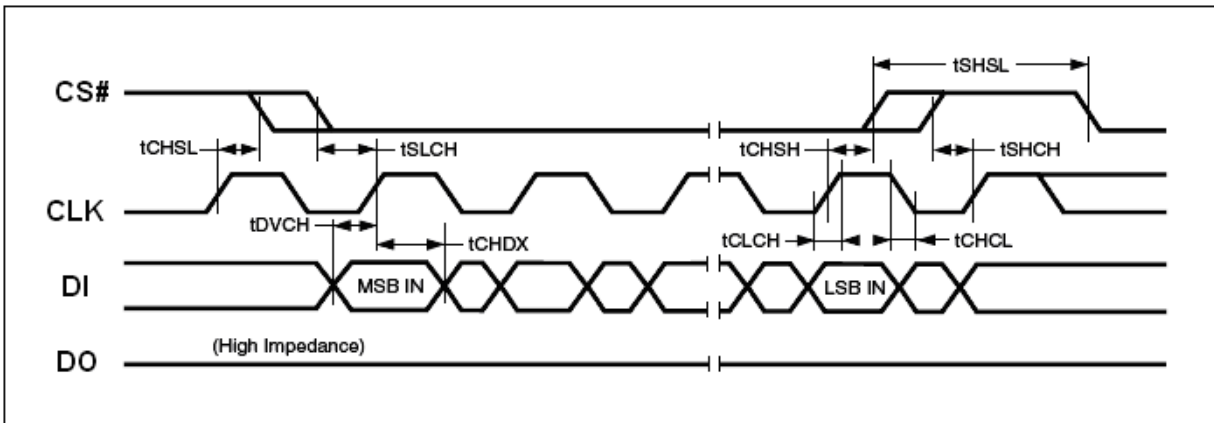 tSHSL
CS#
tCHSL
tSLCH
tCHSH
tSHCH
CLK
tDVCH
tCHDX
tCLCH
tCHCL
DI
MSB IN
LSB IN
(High Impedance)
DO